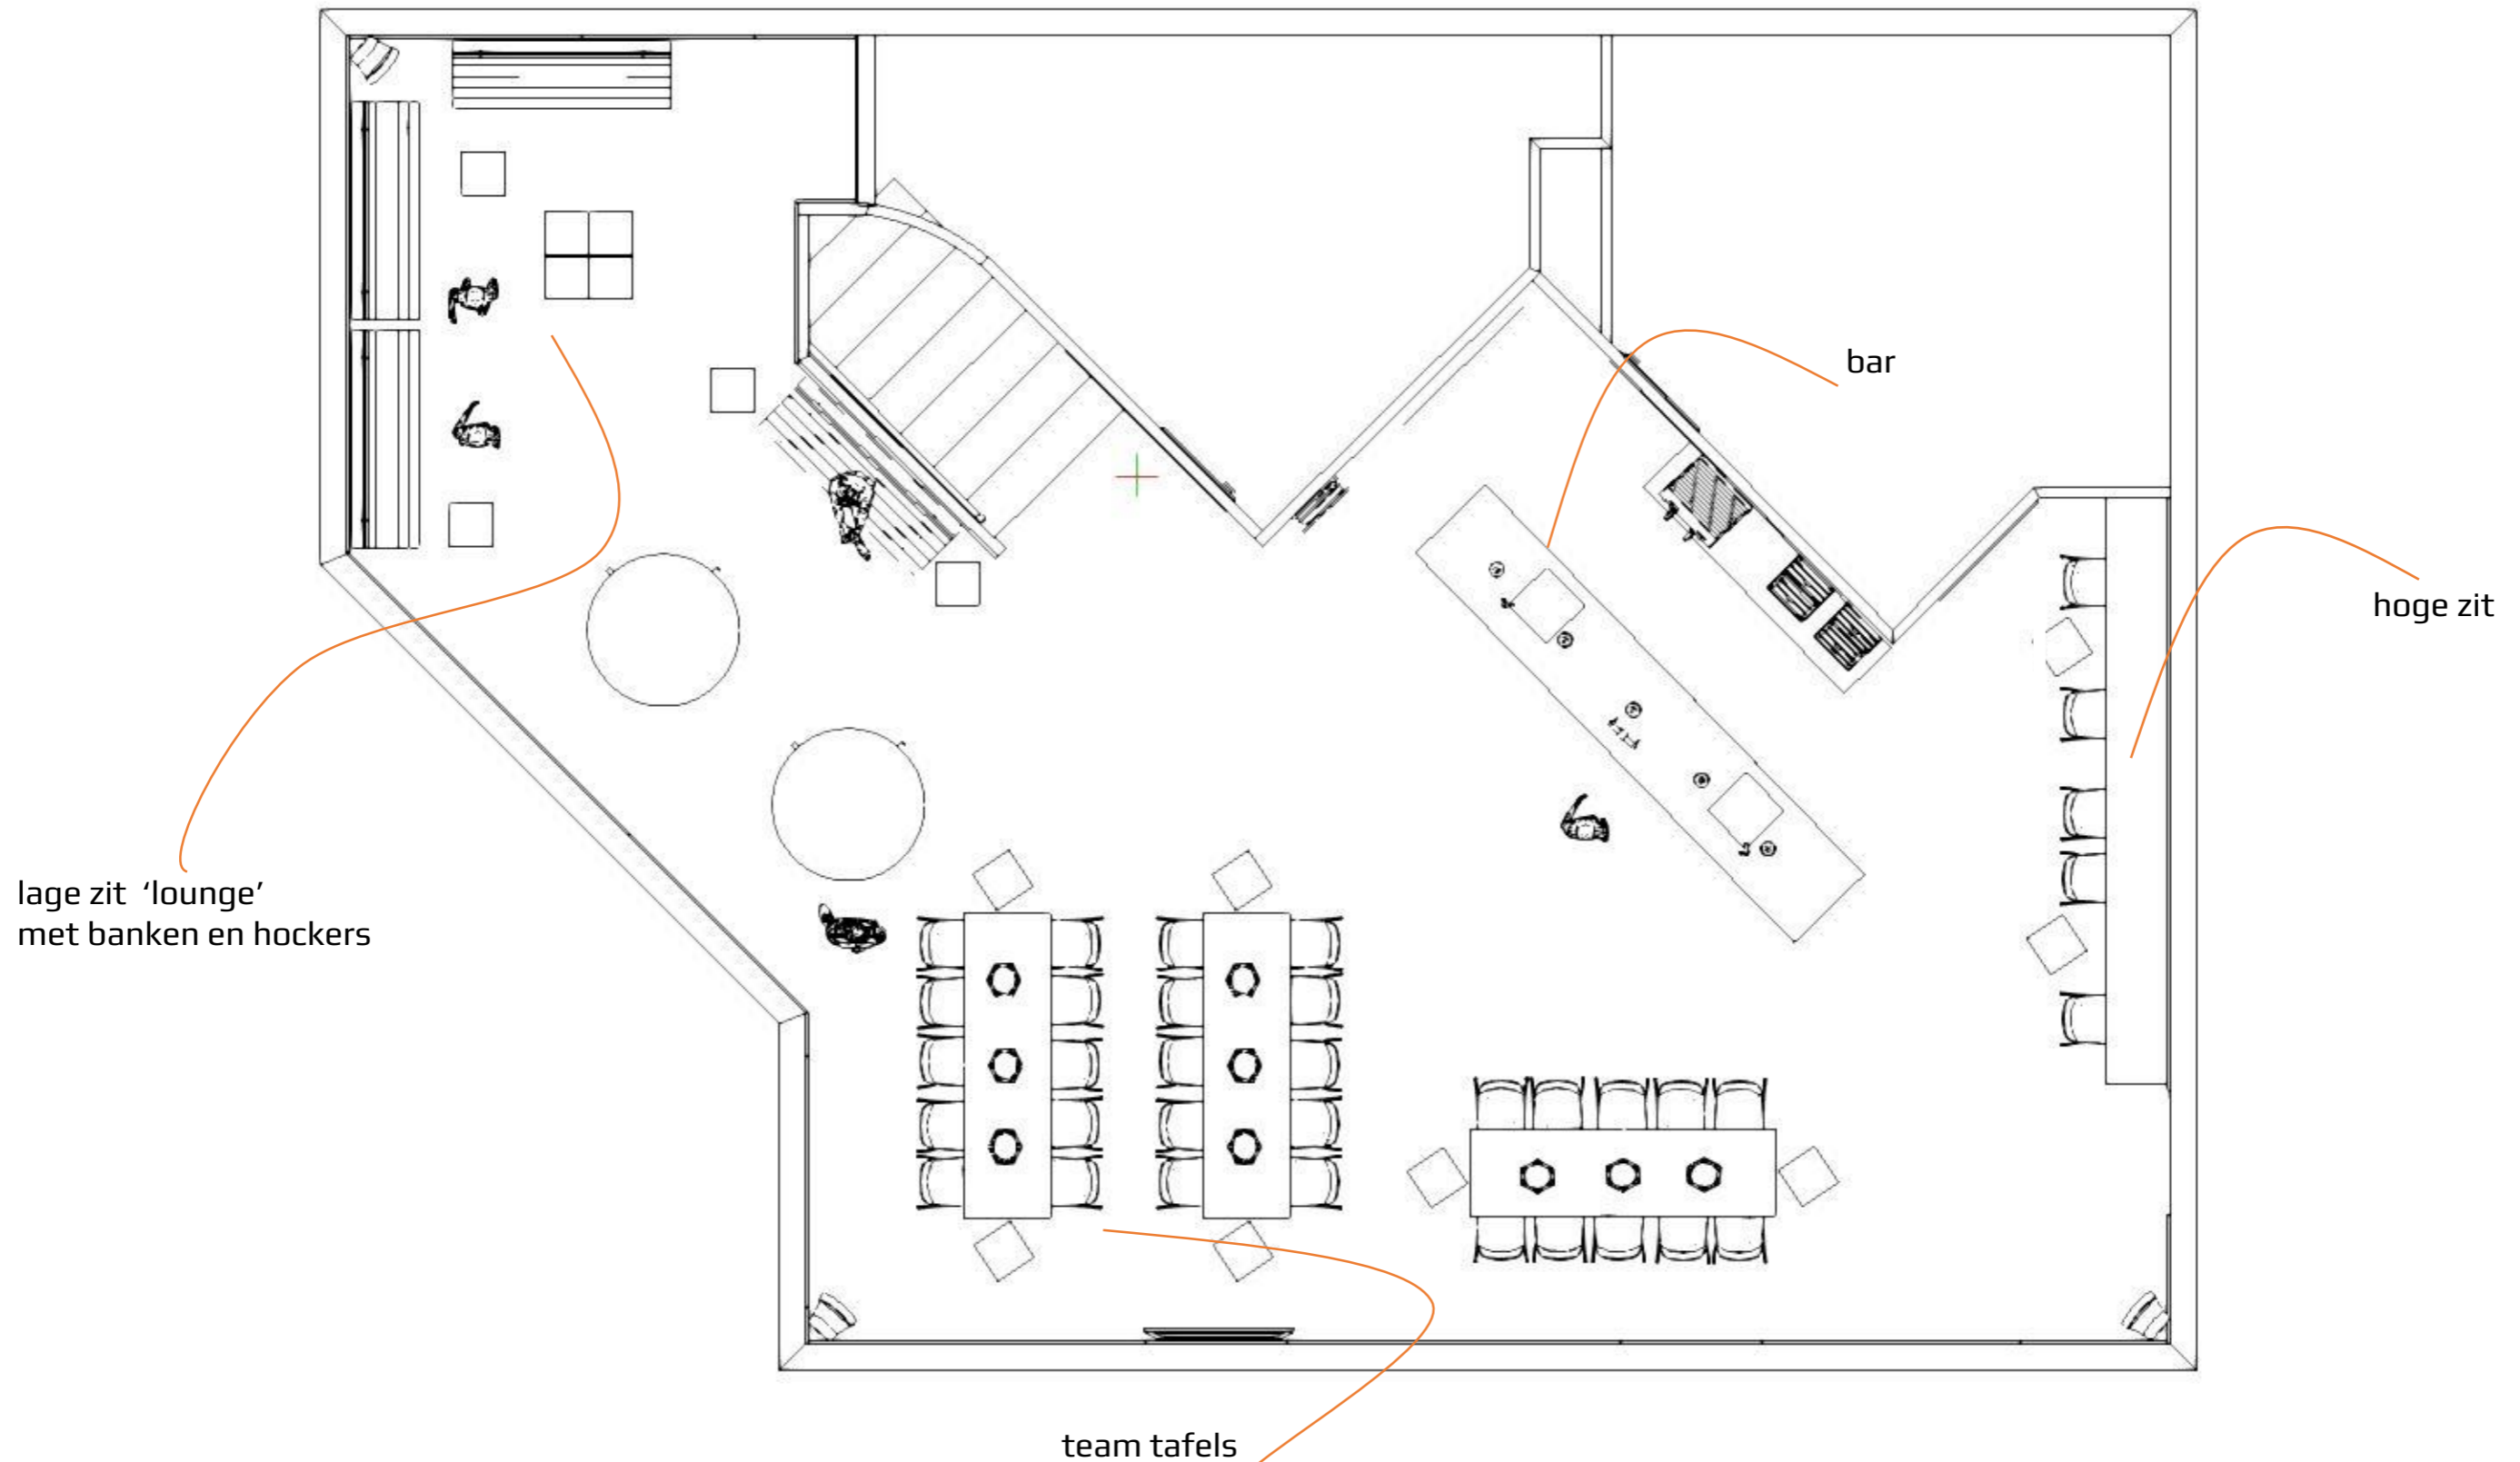 bar
hoge zit
lage zit ‘lounge’
met banken en hockers
team tafels